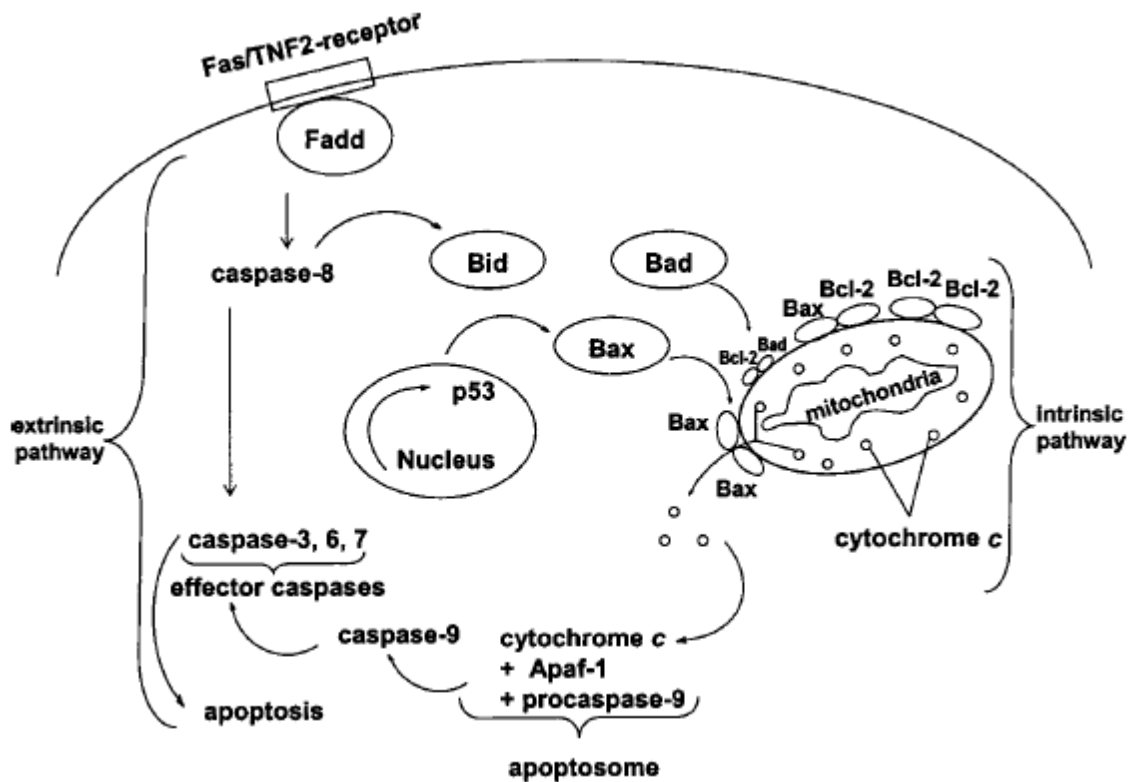 Fas/TNF2-receptor
Fadd
caspase-8
Bid
Bad
Bax
Bcl-2
Bcl-2
Bcl-2
Bax
Bcl-2
Bad
mitochondria
p53
Nucleus
Bax
Bax
extrinsic
pathway
intrinsic
pathway
cytochrome c
caspase-3, 6, 7
effector caspases
caspase-9
cytochrome c
+ Apaf-1
+ procaspase-9
apoptosis
apoptosome